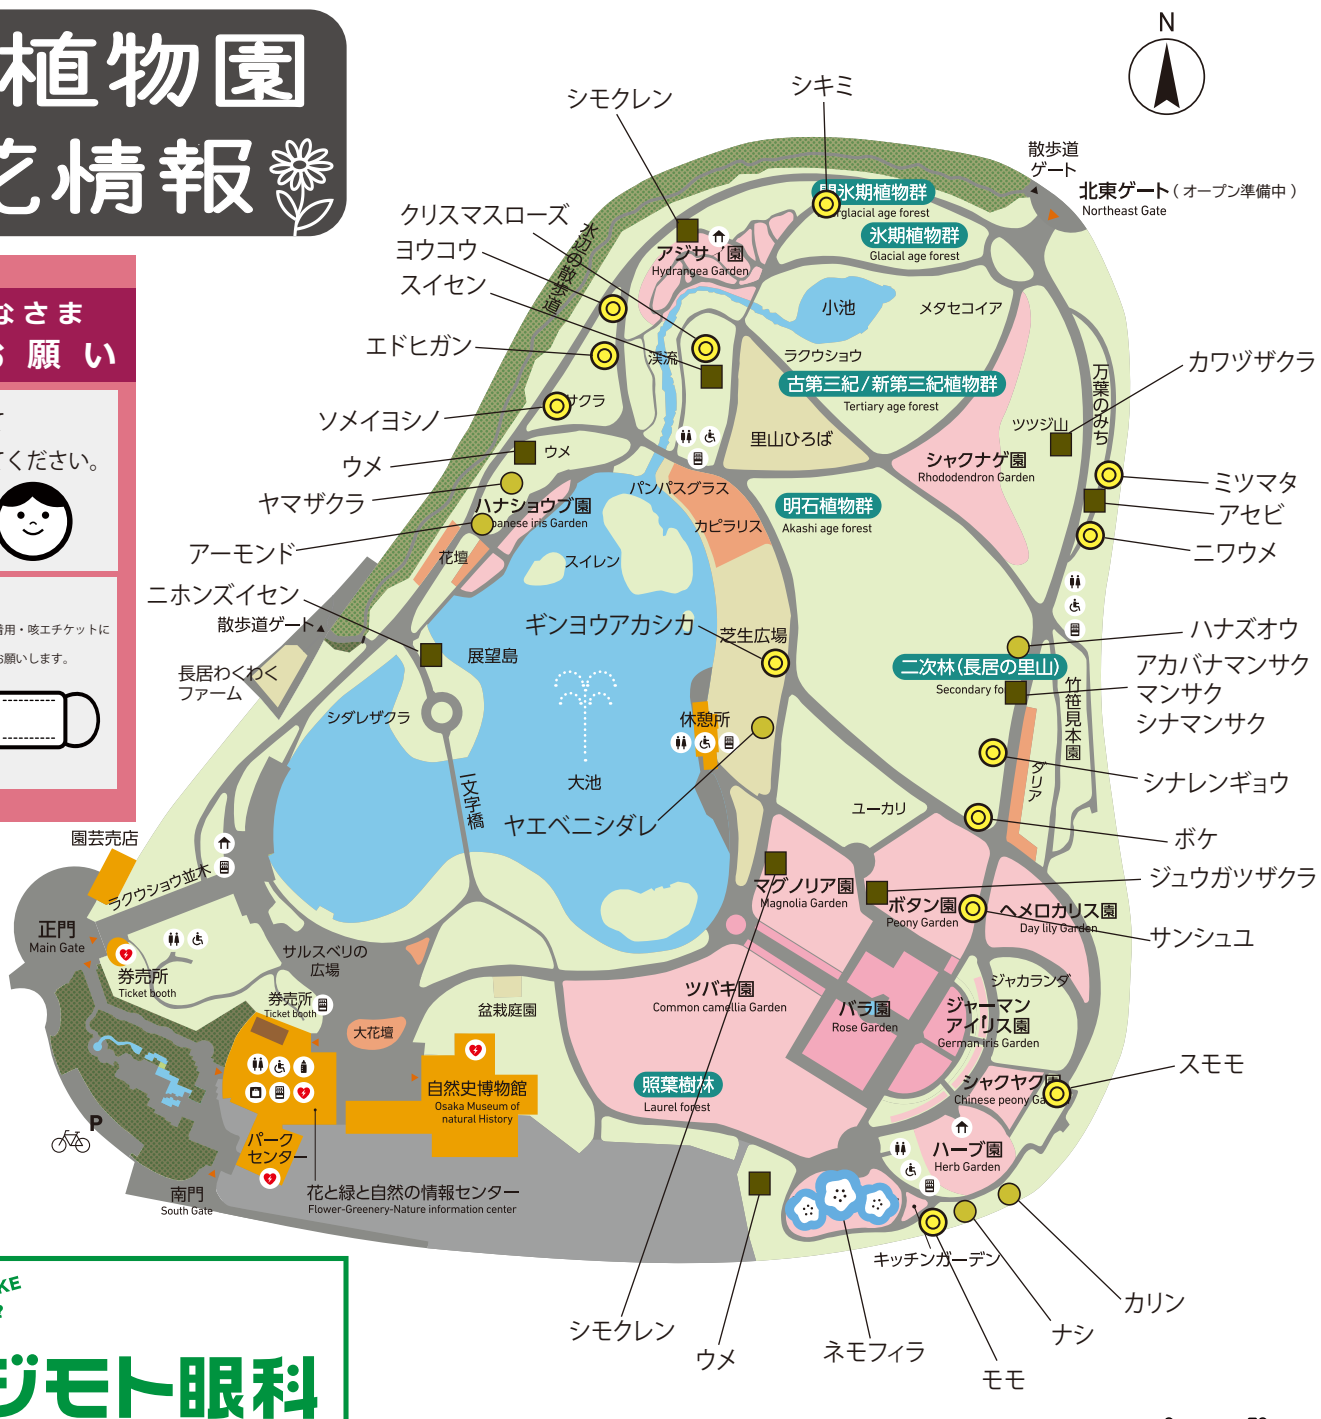 植物園
花情報
なさま
お願い
てください。
着用・咳エチケットに
お願いします。
N
シモクレン
シキミ
散歩道
ゲート
北東ゲート(オープン準備中)
Northeast Gate
クリスマスローズ
ヨウコウ
スイセン
エドヒガン
ソメイヨシノ
ウメ
ヤマザクラ
アーモンド
ニホンズイセン
散歩道ゲート
長居わくわく
ファーム
水辺の散歩道
間氷期植物群
erglacial age forest
氷期植物群
Glacial age forest
アジサイ園
Hydrangea Garden
小池
メタセコイア
ラクウショウ
渓流
サクラ
ウメ
古第三紀/新第三紀植物群
Tertiary age forest
里山ひろば
ツツジ山
万葉のみち
シャクナゲ園
Rhododendron Garden
カワヅザクラ
ミツマタ
アセビ
ニワウメ
ハナショウブ園
Japanese iris Garden
パンパスグラス
カピラリス
明石植物群
Akashi age forest
花壇
スイレン
ギンヨウアカシカ
芝生広場
展望島
シダレザクラ
二次林(長居の里山)
Secondary fo
竹笹見本園
ハナズオウ
アカバナマンサク
マンサク
シナマンサク
休憩所
大池
一文字橋
ヤエベニシダレ
ダリア
シナレンギョウ
ユーカリ
ボケ
ジュウガツザクラ
サンシュユ
園芸売店
ラクウショウ並木
正門
Main Gate
券売所
Ticket booth
サルスベリの
広場
券売所
Ticket booth
大花壇
盆栽庭園
マグノリア園
Magnolia Garden
ボタン園
Peony Garden
ヘメロカリス園
Day lily Garden
ツバキ園
Common camellia Garden
バラ園
Rose Garden
ジャカランダ
ジャーマン
アイリス園
German iris Garden
シャクヤク園
Chinese peony Ga
スモモ
自然史博物館
Osaka Museum of
natural History
照葉樹林
Laurel forest
ハーブ園
Herb Garden
P
パーク
センター
南門
South Gate
花と緑と自然の情報センター
Flower-Greenery-Nature information center
キッチンガーデン
シモクレン
ウメ
ネモフィラ
モモ
ナシ
カリン
KE
ジモト眼科